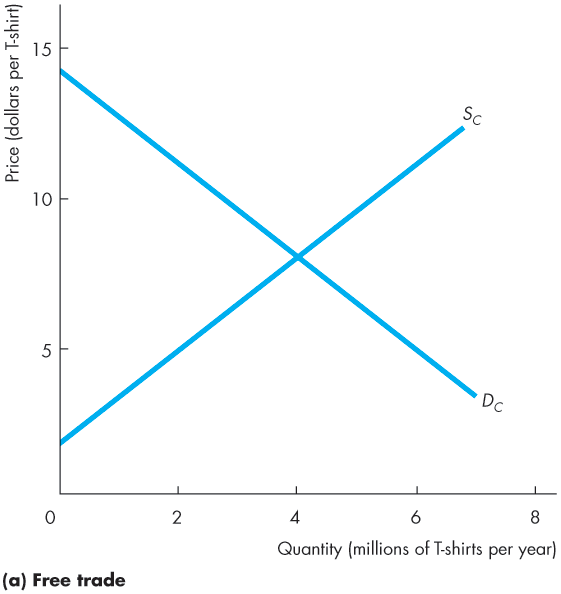 Price (dollars per T-shirt)
15
10
5
S_C
D_C
0 2 4 6 8
Quantity (millions of T-shirts per year)
(a) Free trade